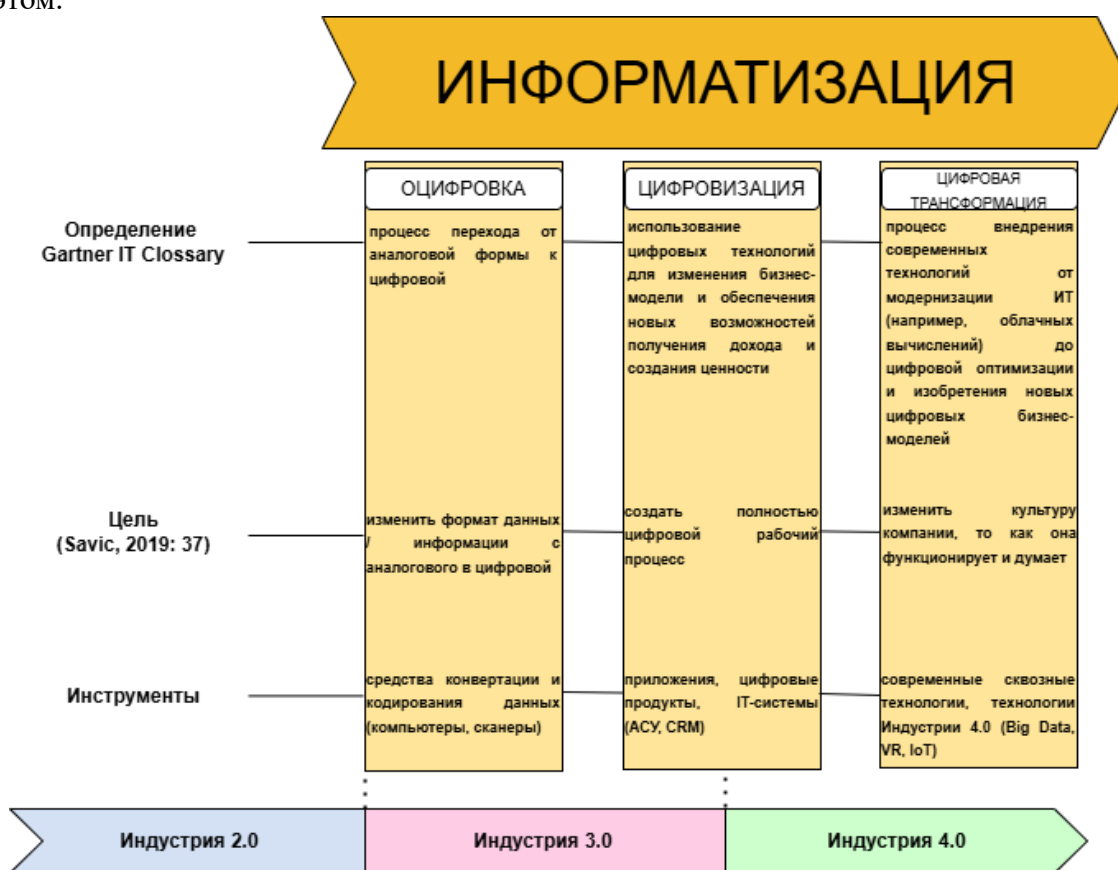 этом.
ИНФОРМАТИЗАЦИЯ
ОЦИФРОВКА
ЦИФРОВИЗАЦИЯ
ЦИФРОВАЯ
ТРАНСФОРМАЦИЯ
Определение
Gartner IT Clossary
процесс перехода от
аналоговой формы к
цифровой
использование
цифровых технологий
для изменения бизнес-
модели и обеспечения
новых возможностей
получения дохода и
создания ценности
процесс внедрения
современных
технологий от
модернизации ИТ
(например, облачных
вычислений) до
цифровой оптимизации
и изобретения новых
цифровых бизнес-
моделей
Цель
(Savic, 2019: 37)
изменить формат данных
/ информации с
аналогового в цифровой
создать полностью
цифровой рабочий
процесс
изменить культуру
компании, то как она
функционирует и думает
Инструменты
средства конвертации и
кодирования данных
(компьютеры, сканеры)
приложения, цифровые
продукты, IT-системы
(АСУ, CRM)
современные сквозные
технологии, технологии
Индустрии 4.0 (Big Data,
VR, IoT)
Индустрия 2.0
Индустрия 3.0
Индустрия 4.0